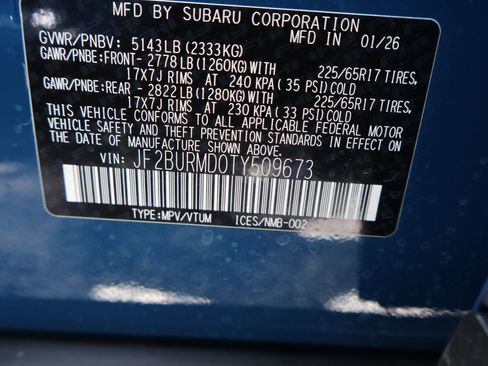 MFD BY SUBARU CORPORATION MFD IN 01/26
GVWR/PNBV: 5143LB (2333KG)
GAWR/PNBE: FRONT- 2778 LB (1260KG) WITH 225/65R17 TIRES,
17X7J RIMS AT 240 KPA ( 35 PSI) COLD
GAWR/PNBE: REAR - 2822 LB (1280KG) WITH 225/65R17 TIRES,
17X7J RIMS AT 230 KPA ( 33 PSI) COLD
THIS VEHICLE CONFORMS TO ALL APPLICABLE FEDERAL MOTOR
VEHICLE SAFETY AND THEFT PREVENTION STANDARDS IN EFFECT ON
THE DATE OF MANUFACTURE SHOWN ABOVE.
VIN: JF2BURMD0TY509673
TYPE:MPV/VTUM ICES/NMB-002